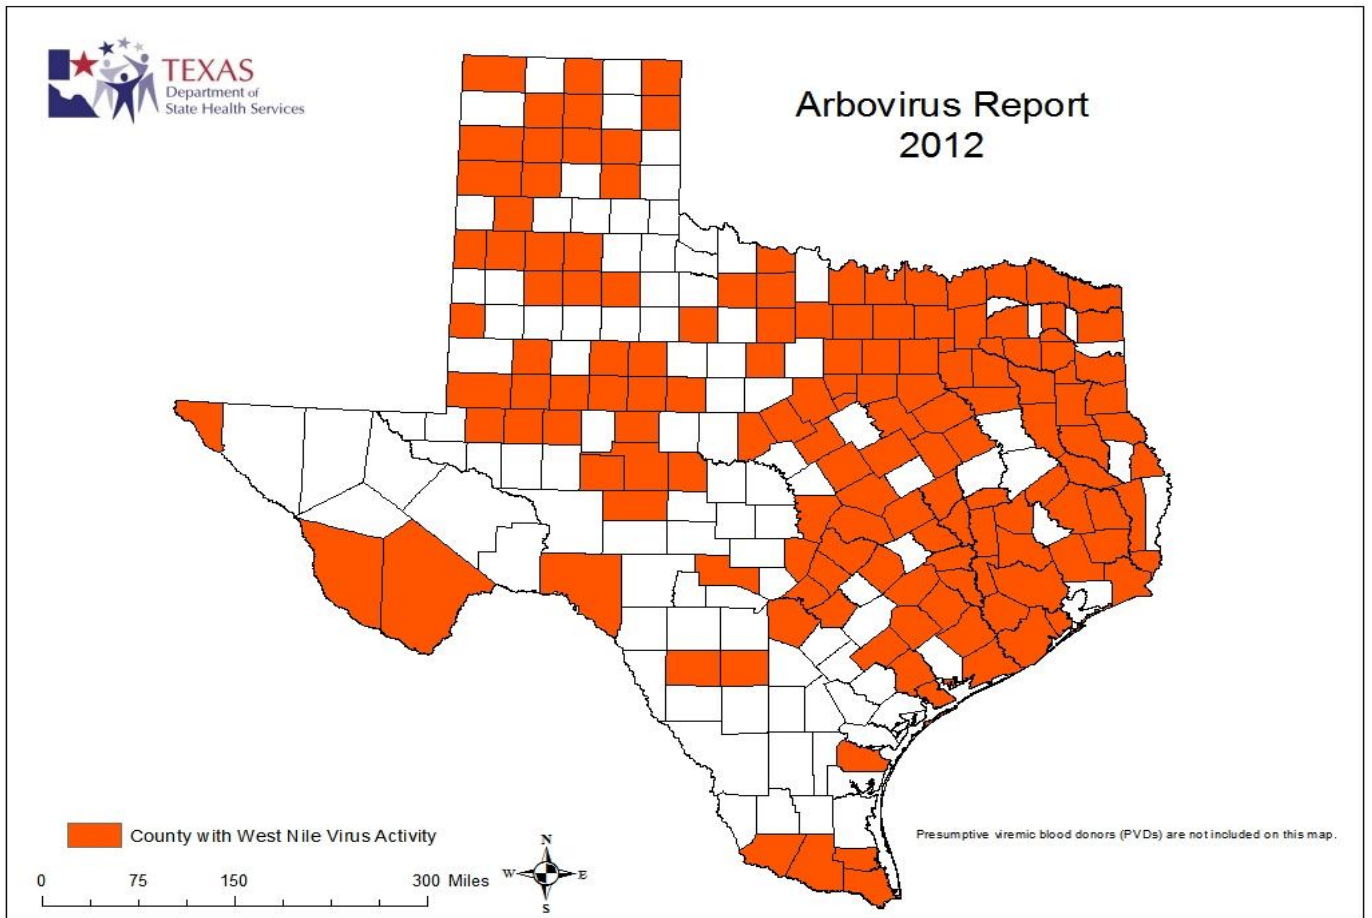 TEXAS
Department of
State Health Services
Arbovirus Report
2012
County with West Nile Virus Activity
0 75 150 300 Miles
N
W E
S
Presumptive viremic blood donors (PVDs) are not included on this map.